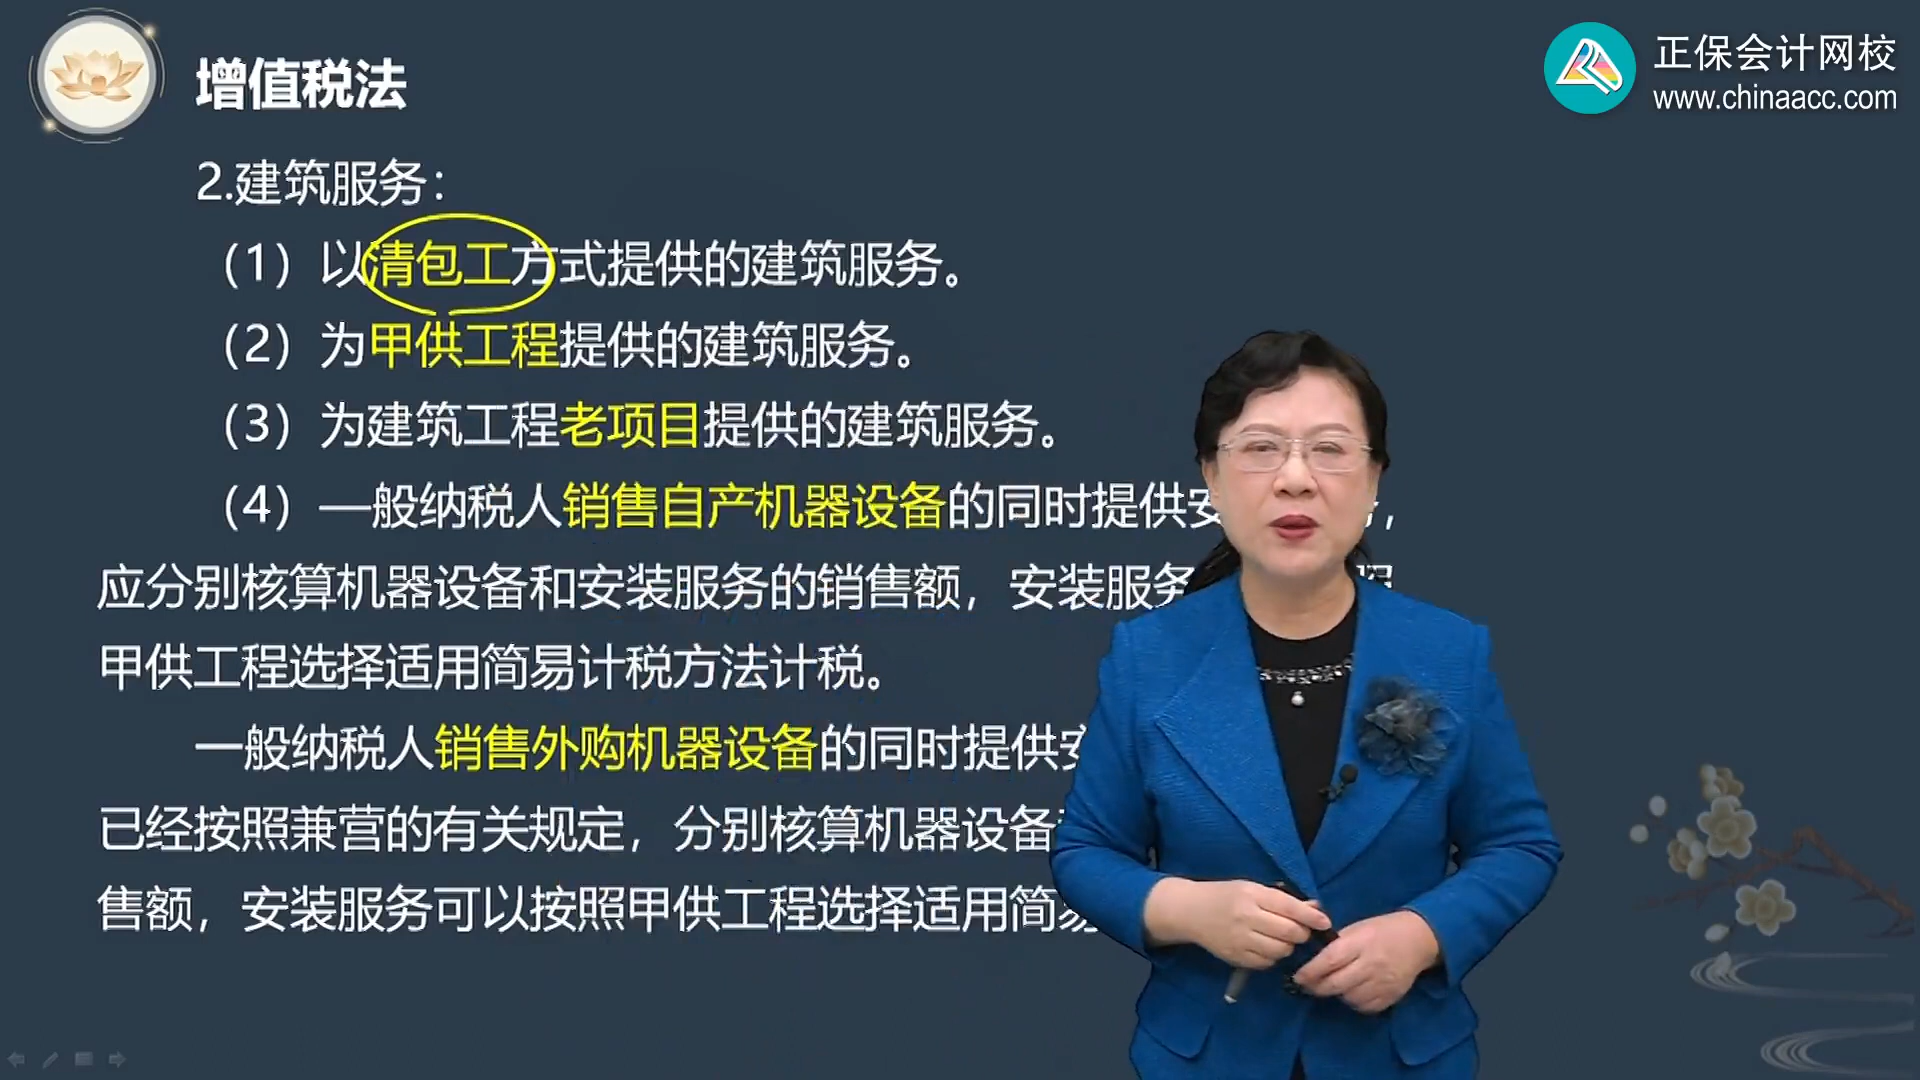 增值税法
正保会计网校
www.chinaacc.com
2.建筑服务：
（1）以清包工方式提供的建筑服务。
（2）为甲供工程提供的建筑服务。
（3）为建筑工程老项目提供的建筑服务。
（4）一般纳税人销售自产机器设备的同时提供安
应分别核算机器设备和安装服务的销售额，安装服务
甲供工程选择适用简易计税方法计税。
一般纳税人销售外购机器设备的同时提供安
已经按照兼营的有关规定，分别核算机器设备
售额，安装服务可以按照甲供工程选择适用简易